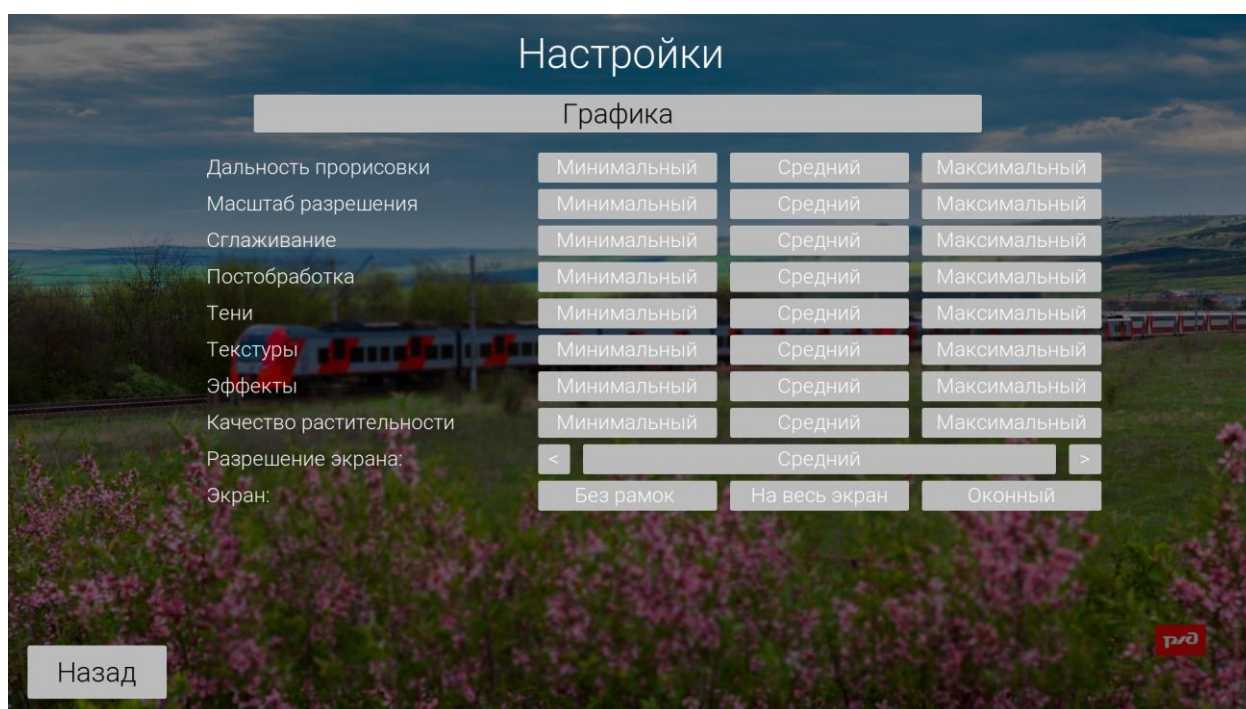 Настройки
Графика
Дальность прорисовки Минимальный Средний Максимальный
Масштаб разрешения Минимальный Средний Максимальный
Сглаживание Минимальный Средний Максимальный
Постобработка Минимальный Средний Максимальный
Тени Минимальный Средний Максимальный
Текстуры Минимальный Средний Максимальный
Эффекты Минимальный Средний Максимальный
Качество растительности Минимальный Средний Максимальный
Разрешение экрана: < Средний >
Экран: Без рамок На весь экран Оконный
ржд
Назад